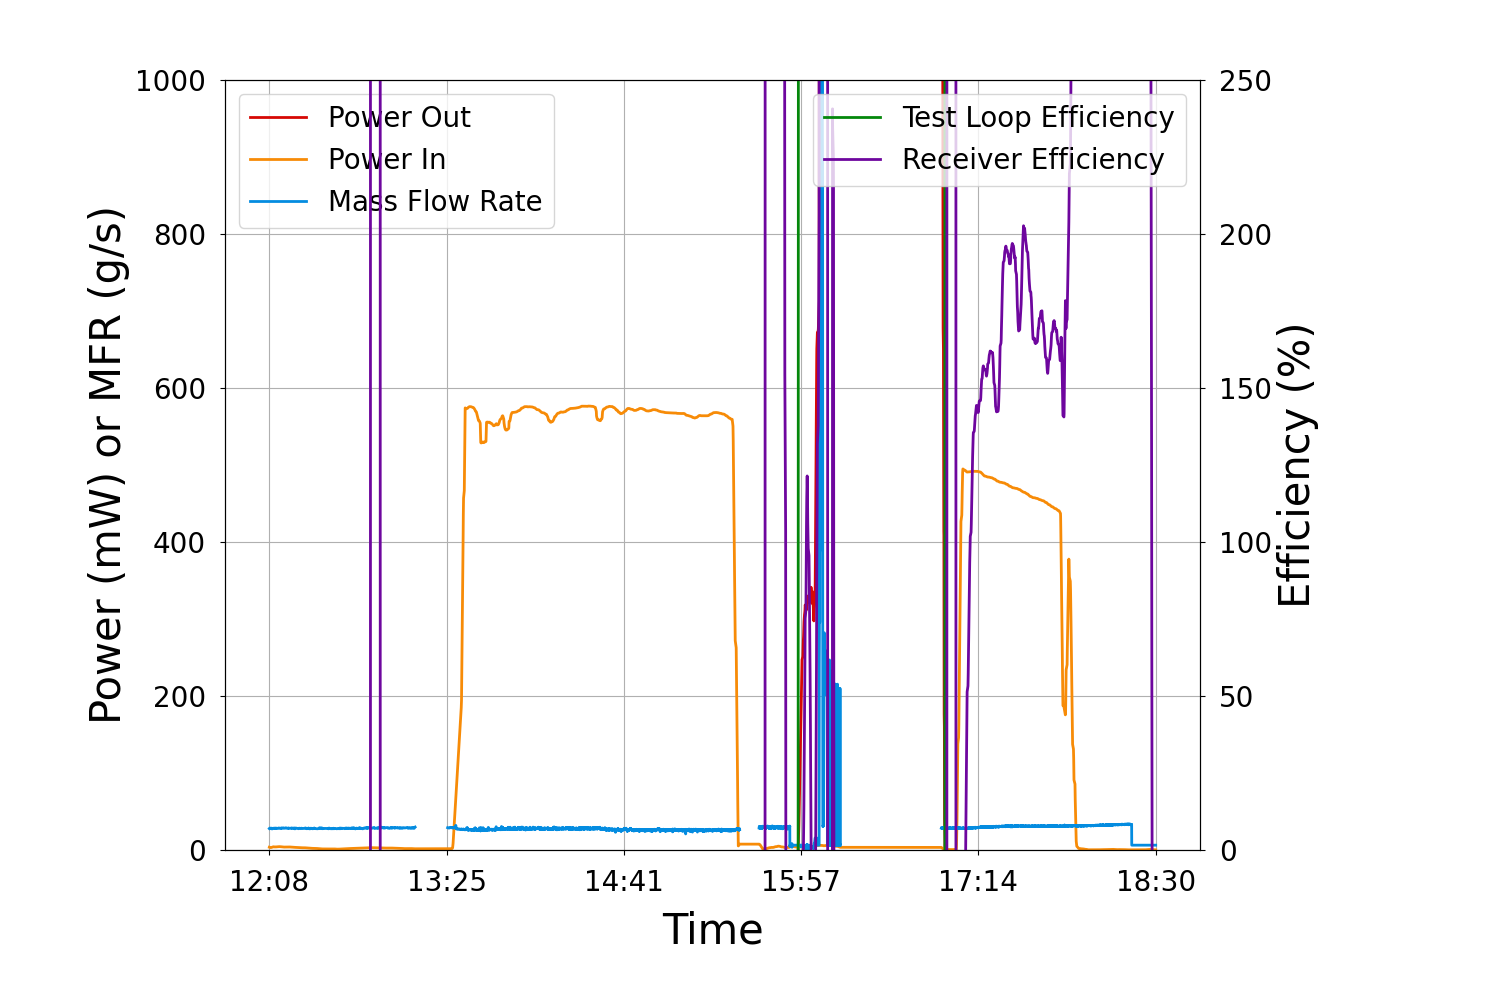 1000
800
600
400
200
0
Power (mW) or MFR (g/s)
Power Out
Power In
Mass Flow Rate
Test Loop Efficiency
Receiver Efficiency
250
200
150
100
50
0
Efficiency (%)
12:08 13:25 14:41 15:57 17:14 18:30
Time